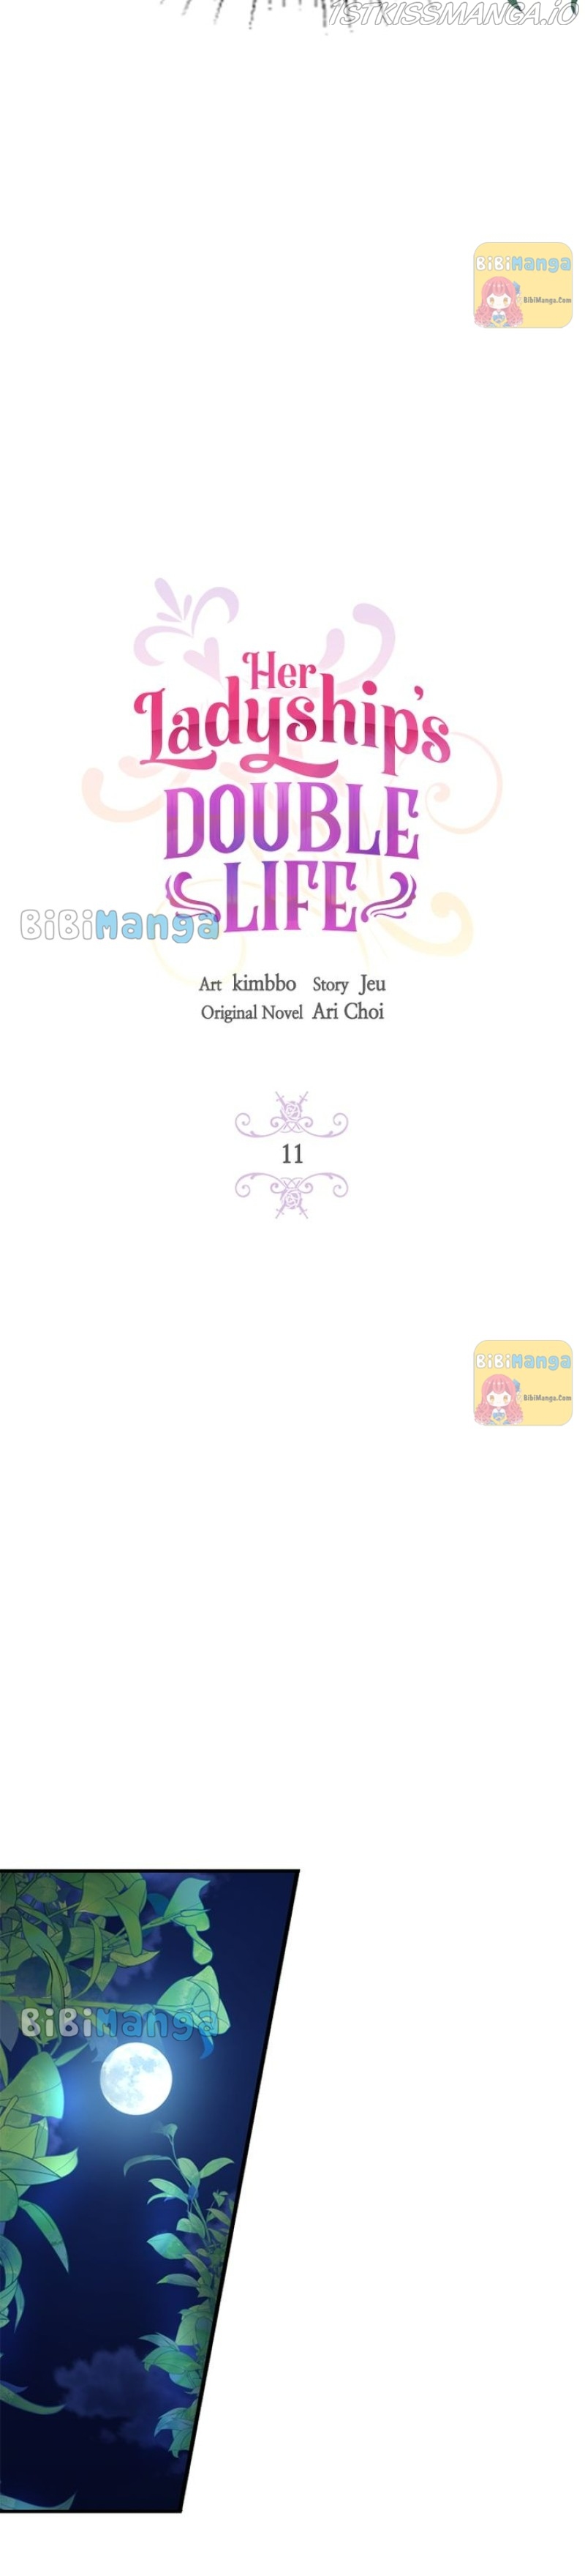 1STKISSMANGA.iO
BiBiManga
BibiManga.Com
Her
Ladyship's
DOUBLE
LIFE
BiBiManga
Art kimbbo Story Jeu
Original Novel Ari Choi
11
BiBiManga
BibiManga.Com
BiBiManga